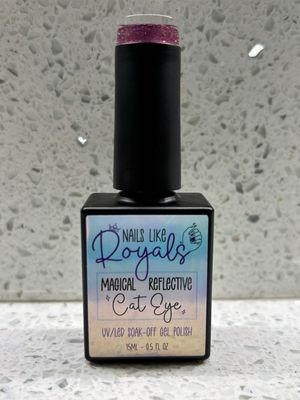 NAILS LIKE
Royals
MAGICAL REFLECTIVE
"Cat Eye"
UV/LED SOAK-OFF GEL POLISH
15ML - 0.5 FL OZ